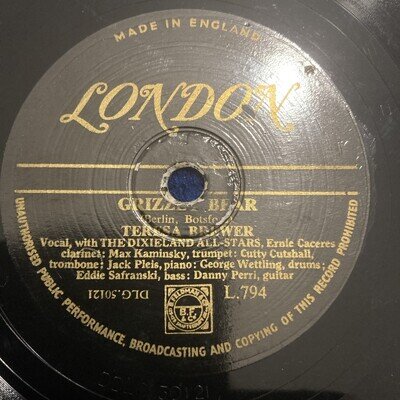 MADE IN ENGLAND
LONDON
GRIZZLY BEAR
(Berlin, Botsford)
TERESA BREWER
Vocal, with THE DIXIELAND ALL-STARS, Ernie Caceres
clarinet: Max Kaminsky, trumpet: Cutty Cutshall,
trombone: Jack Pleis, piano: George Wettling, drums:
Eddie Safranski, bass: Danny Perri, guitar
DLG.50121
L.794
B.F.
& Co
UNAUTHORISED PUBLIC PERFORMANCE, BROADCASTING AND COPYING OF THIS RECORD PROHIBITED